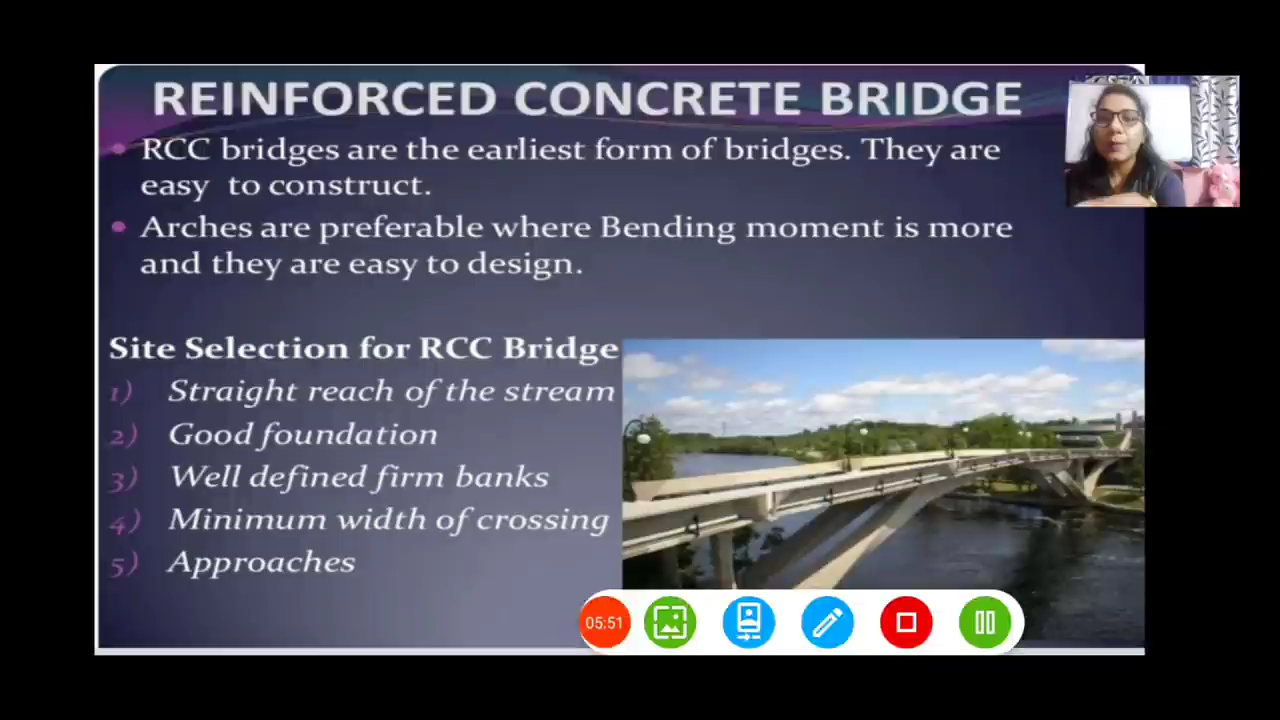 REINFORCED CONCRETE BRIDGE
• RCC bridges are the earliest form of bridges. They are
easy to construct.
• Arches are preferable where Bending moment is more
and they are easy to design.
Site Selection for RCC Bridge
1) Straight reach of the stream
2) Good foundation
3) Well defined firm banks
4) Minimum width of crossing
5) Approaches
05:51